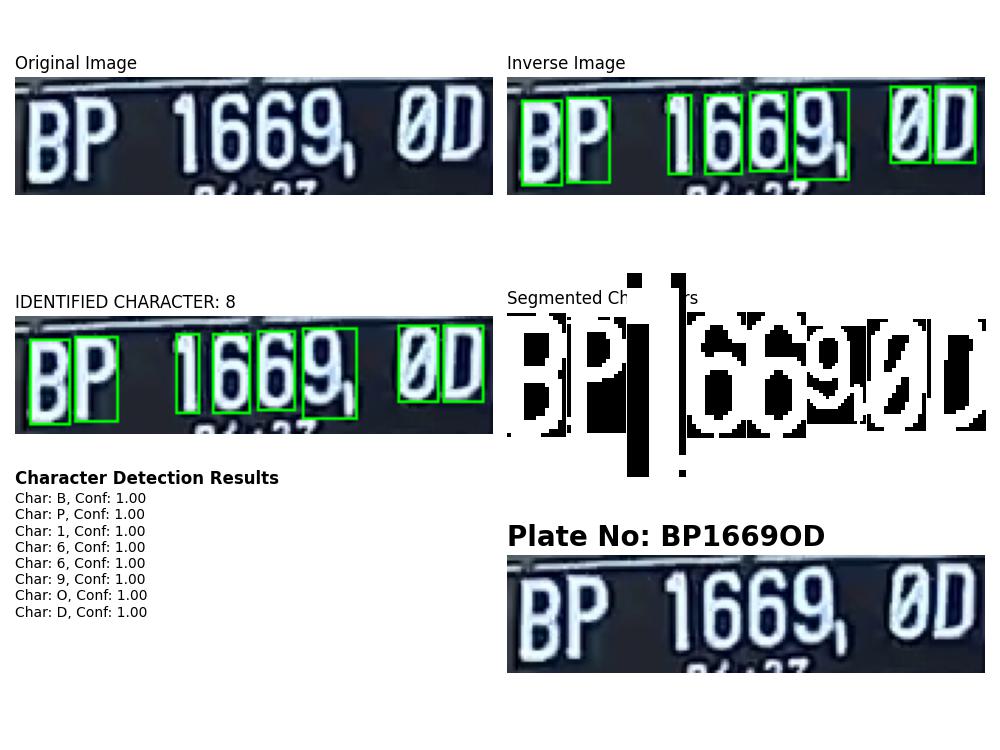 Original Image
BP 1669, 0D
Inverse Image
BP 1669, 0D
IDENTIFIED CHARACTER: 8
BP 1669, 0D
Segmented Ch rs
BP 1669 0D
Character Detection Results
Char: B, Conf: 1.00
Char: P, Conf: 1.00
Char: 1, Conf: 1.00
Char: 6, Conf: 1.00
Char: 6, Conf: 1.00
Char: 9, Conf: 1.00
Char: O, Conf: 1.00
Char: D, Conf: 1.00
Plate No: BP1669OD
BP 1669, 0D